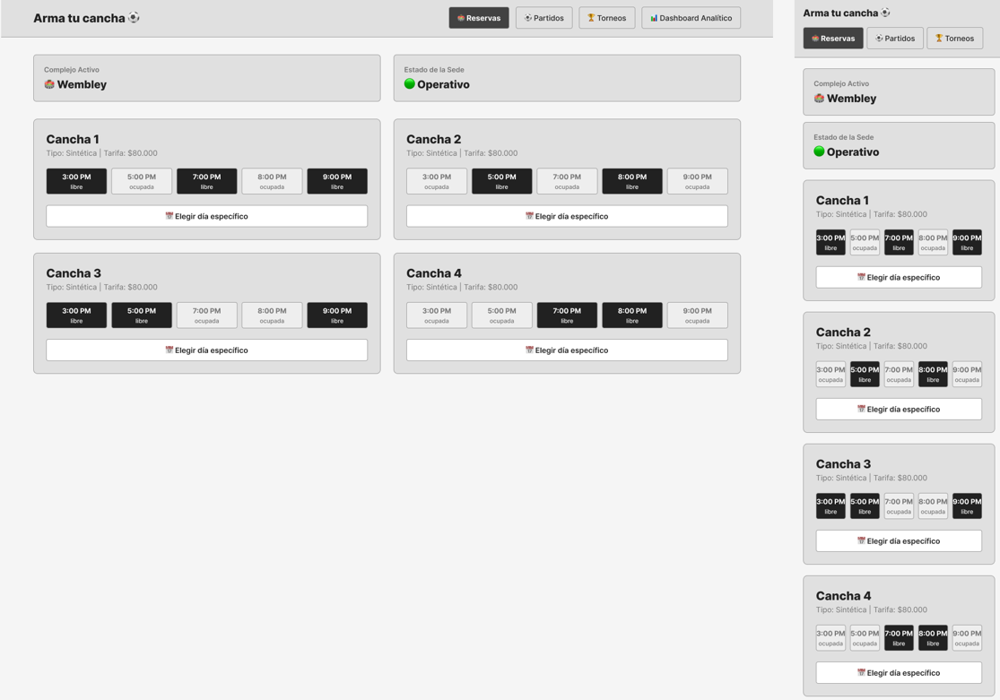 Arma tu cancha ⚽
Reservas
Partidos
Torneos
Dashboard Analítico
Complejo Activo
Wembley
Estado de la Sede
Operativo
Cancha 1
Tipo: Sintética | Tarifa: $80.000
3:00 PM 5:00 PM 7:00 PM 8:00 PM 9:00 PM
libre ocupada libre ocupada libre
Elegir día específico
Cancha 2
Tipo: Sintética | Tarifa: $80.000
3:00 PM 5:00 PM 7:00 PM 8:00 PM 9:00 PM
ocupada libre ocupada libre ocupada
Elegir día específico
Cancha 3
Tipo: Sintética | Tarifa: $80.000
3:00 PM 5:00 PM 7:00 PM 8:00 PM 9:00 PM
libre libre ocupada ocupada libre
Elegir día específico
Cancha 4
Tipo: Sintética | Tarifa: $80.000
3:00 PM 5:00 PM 7:00 PM 8:00 PM 9:00 PM
ocupada ocupada libre libre ocupada
Elegir día específico
Arma tu cancha ⚽
Reservas
Partidos
Torneos
Complejo Activo
Wembley
Estado de la Sede
Operativo
Cancha 1
Tipo: Sintética | Tarifa: $80.000
3:00 PM 5:00 PM 7:00 PM 8:00 PM 9:00 PM
libre ocupada libre ocupada libre
Elegir día específico
Cancha 2
Tipo: Sintética | Tarifa: $80.000
3:00 PM 5:00 PM 7:00 PM 8:00 PM 9:00 PM
ocupada libre ocupada libre ocupada
Elegir día específico
Cancha 3
Tipo: Sintética | Tarifa: $80.000
3:00 PM 5:00 PM 7:00 PM 8:00 PM 9:00 PM
libre libre ocupada ocupada libre
Elegir día específico
Cancha 4
Tipo: Sintética | Tarifa: $80.000
3:00 PM 5:00 PM 7:00 PM 8:00 PM 9:00 PM
ocupada ocupada libre libre ocupada
Elegir día específico